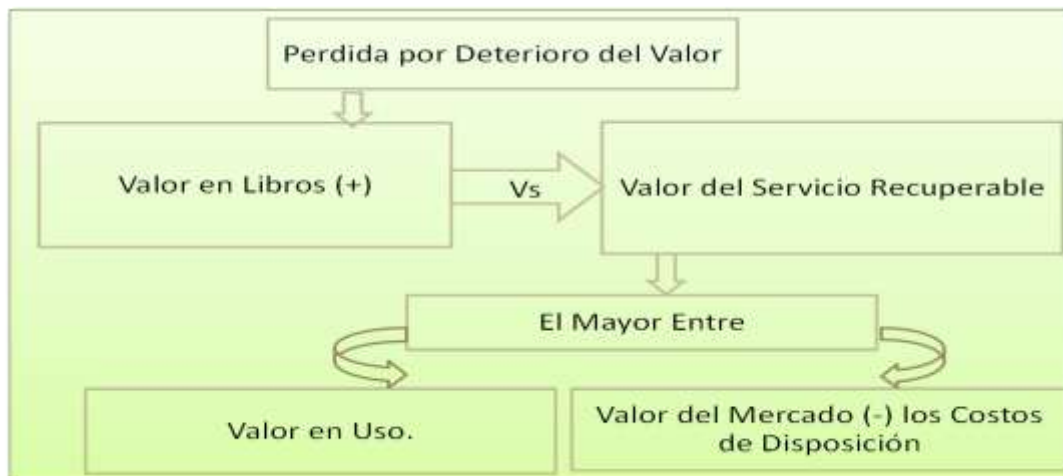 Perdida por Deterioro del Valor
Valor en Libros (+)
Vs
Valor del Servicio Recuperable
El Mayor Entre
Valor en Uso.
Valor del Mercado (-) los Costos
de Disposición